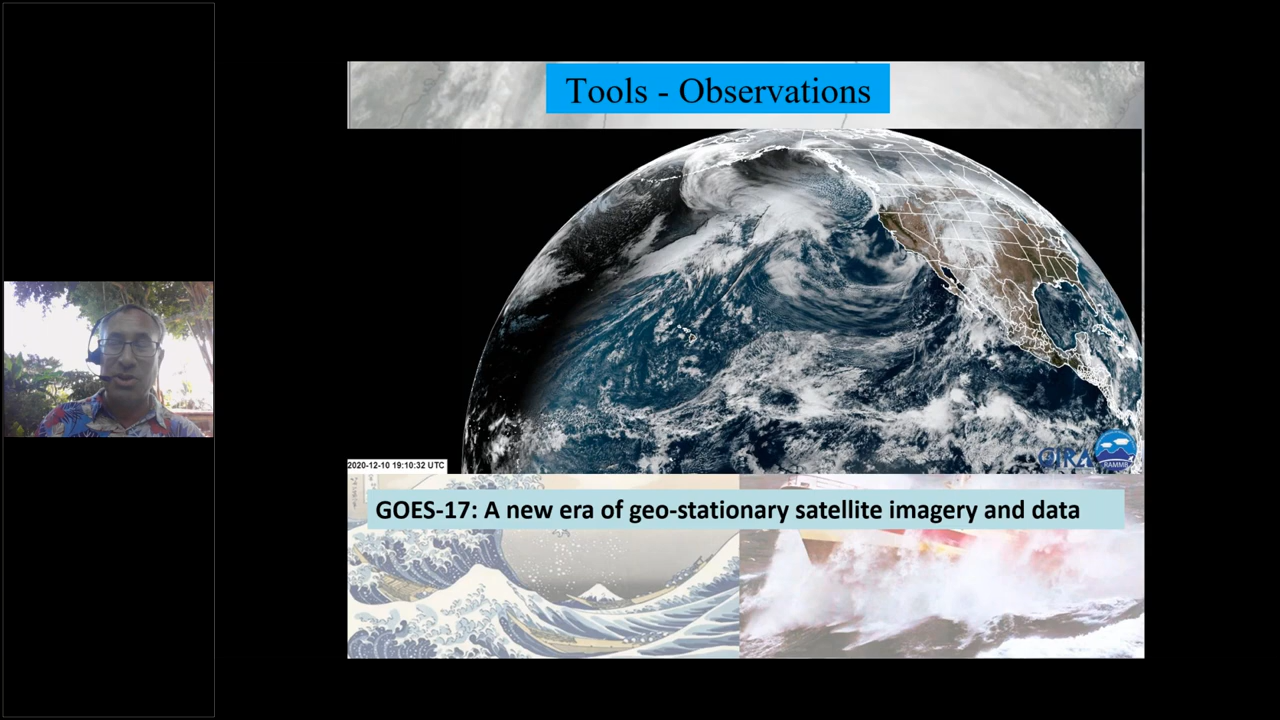 Tools - Observations
2020-12-10 19:10:32 UTC
CIRA
RAMMB
GOES-17: A new era of geo-stationary satellite imagery and data